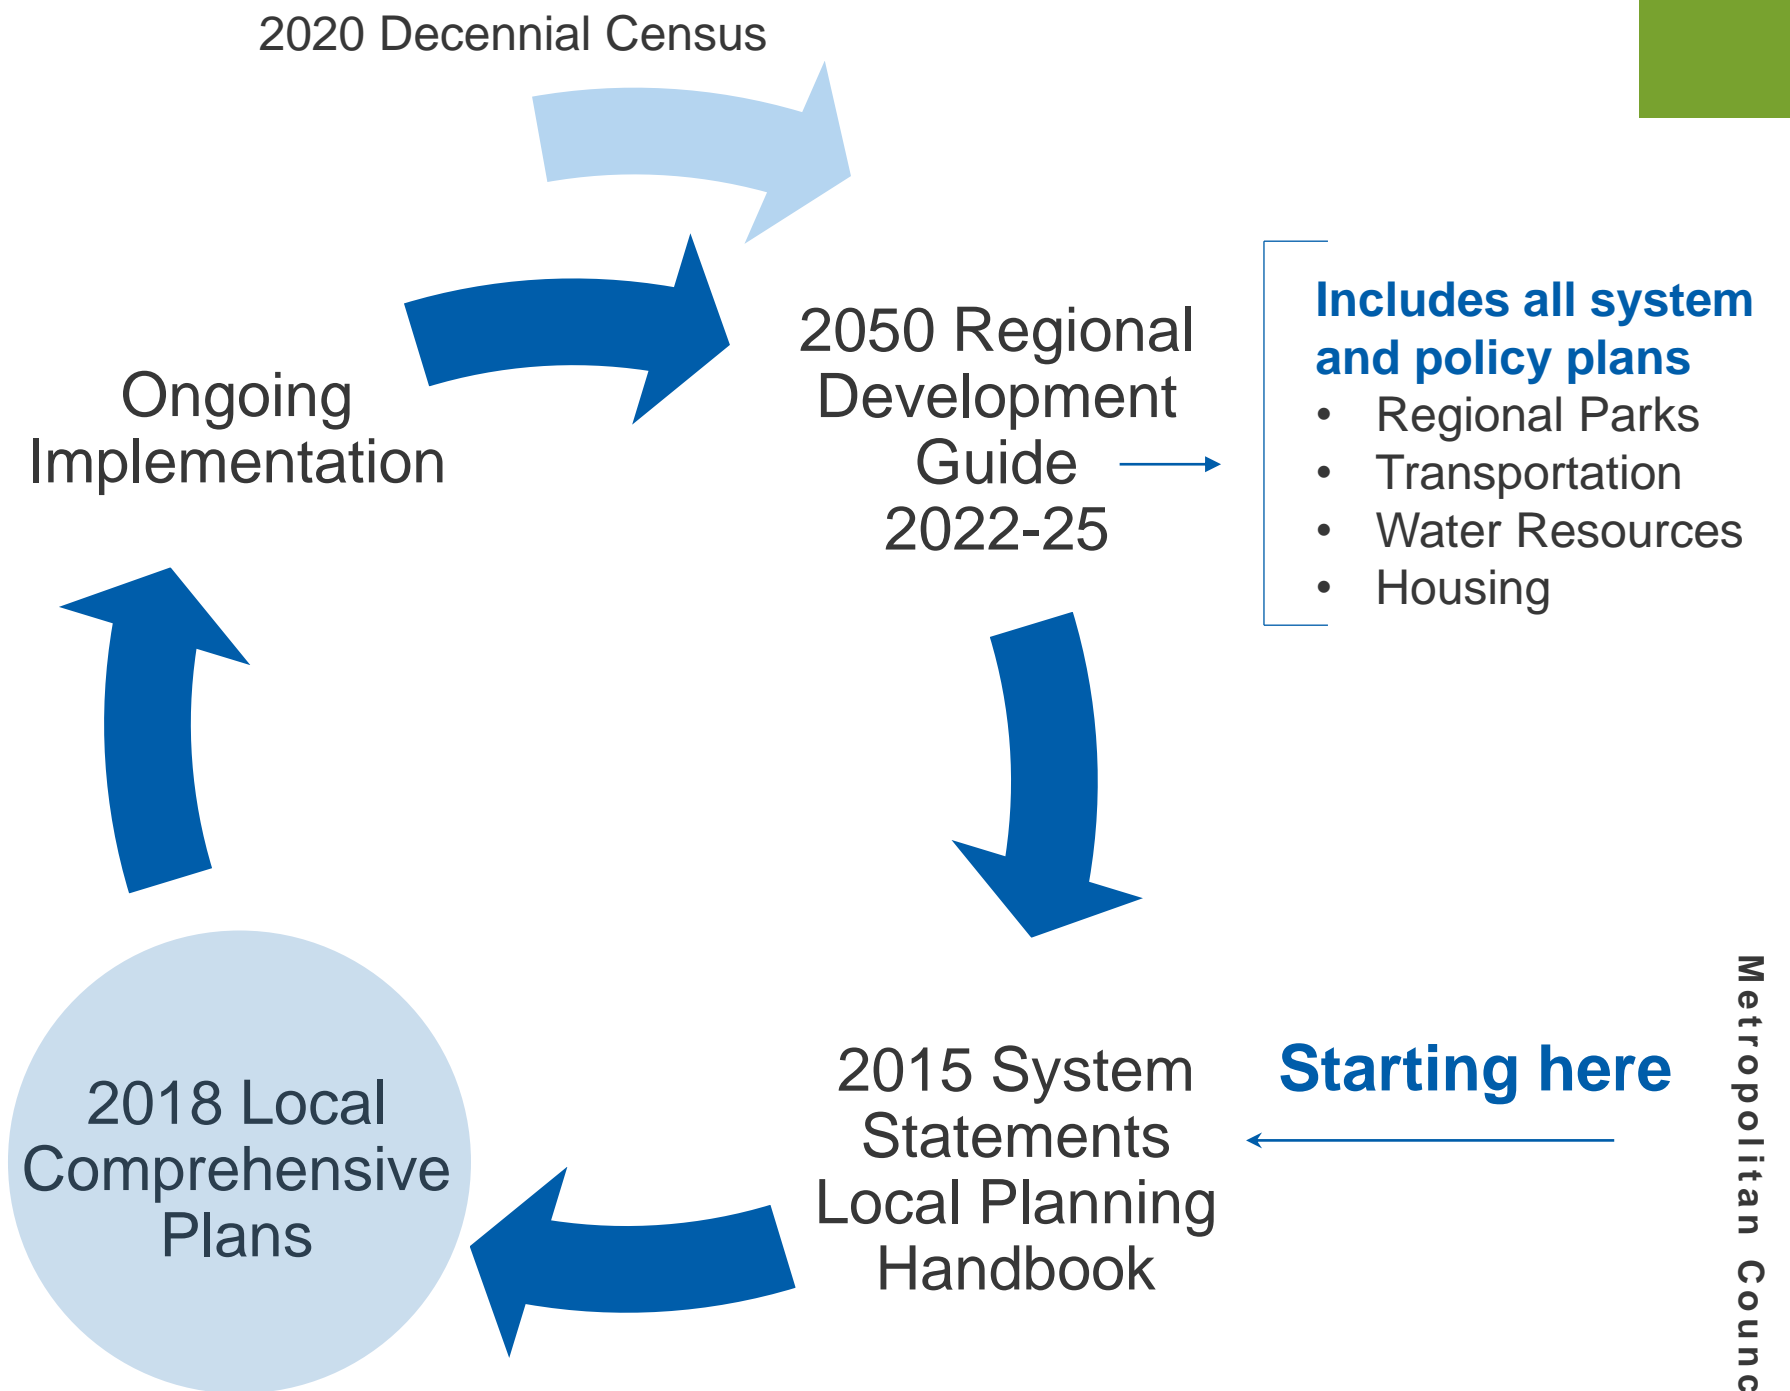 2020 Decennial Census
Ongoing
Implementation
2050 Regional
Development
Guide
2022-25
Includes all system
and policy plans
• Regional Parks
• Transportation
• Water Resources
• Housing
2018 Local
Comprehensive
Plans
2015 System
Statements
Local Planning
Handbook
Starting here
Metropolitan Counc